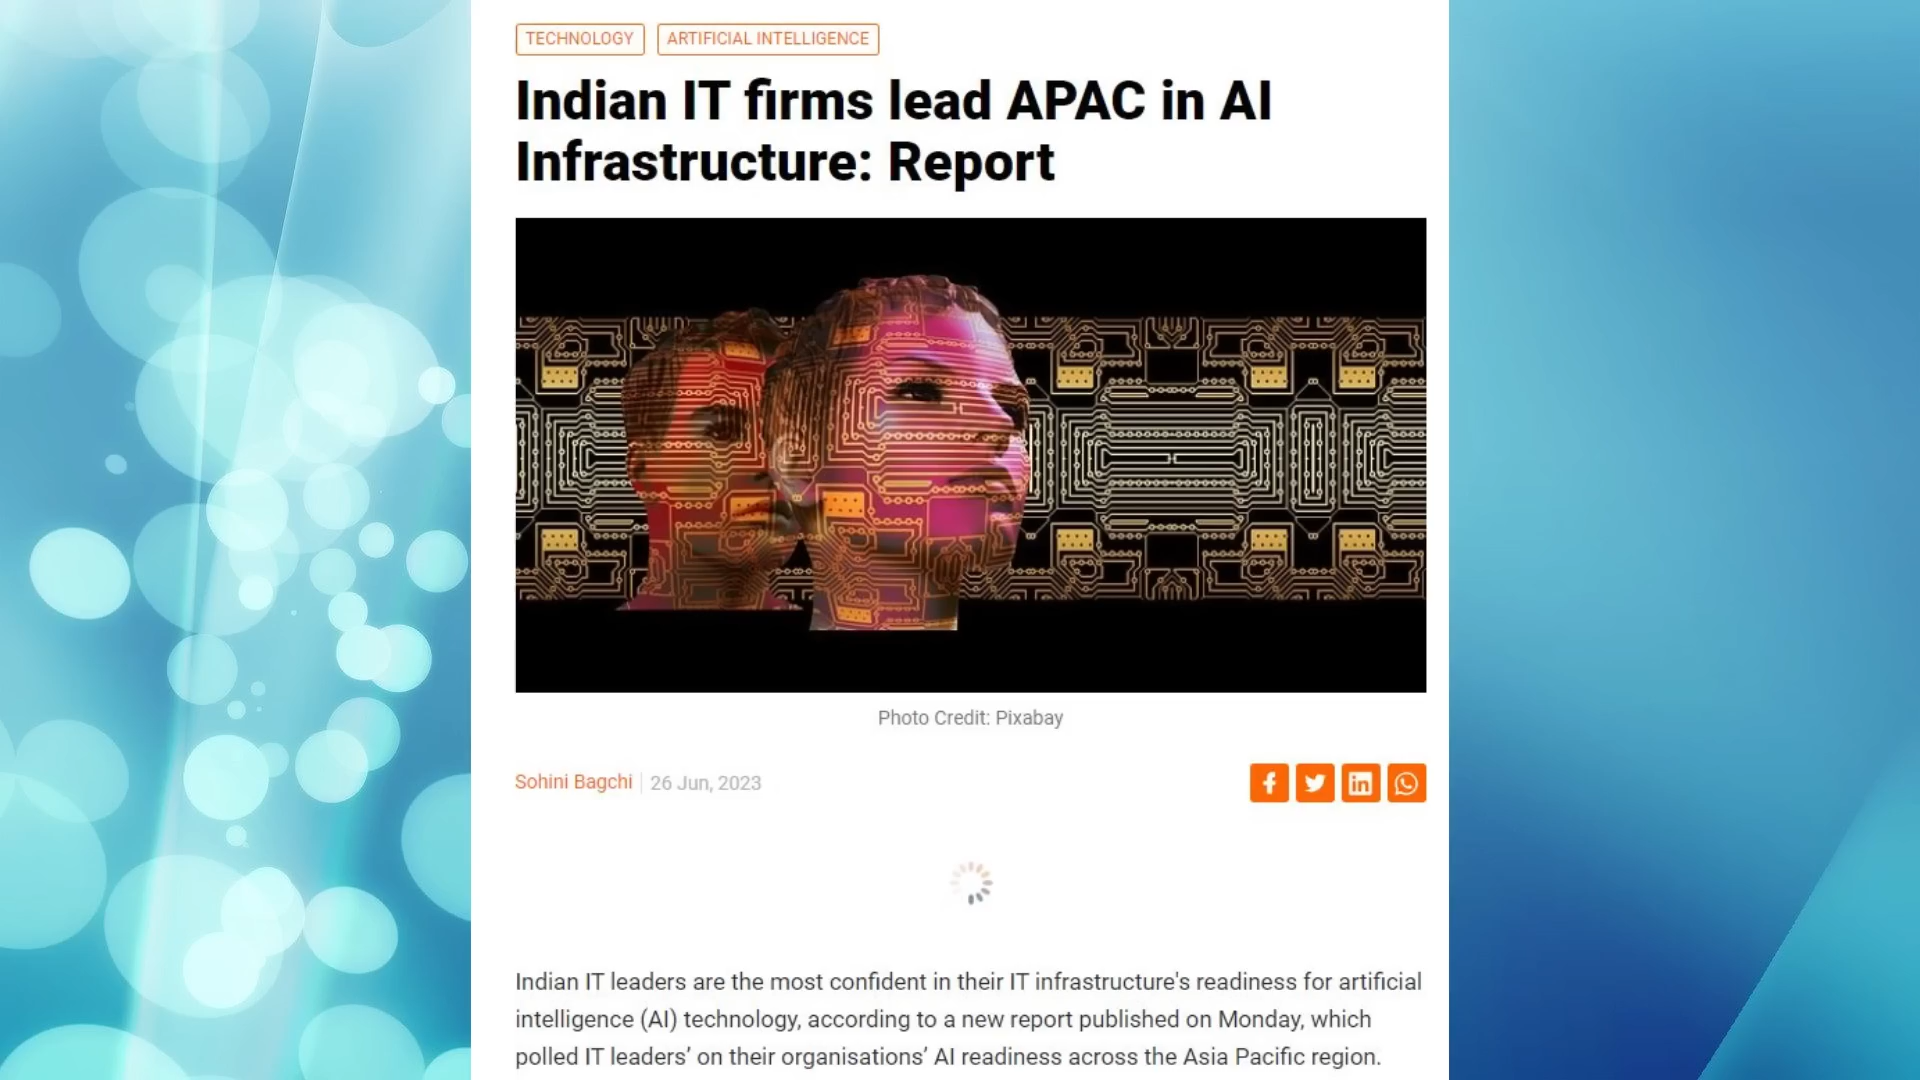 TECHNOLOGY
ARTIFICIAL INTELLIGENCE
Indian IT firms lead APAC in AI
Infrastructure: Report
Photo Credit: Pixabay
Sohini Bagchi
26 Jun, 2023
Indian IT leaders are the most confident in their IT infrastructure's readiness for artificial
intelligence (AI) technology, according to a new report published on Monday, which
polled IT leaders’ on their organisations’ AI readiness across the Asia Pacific region.